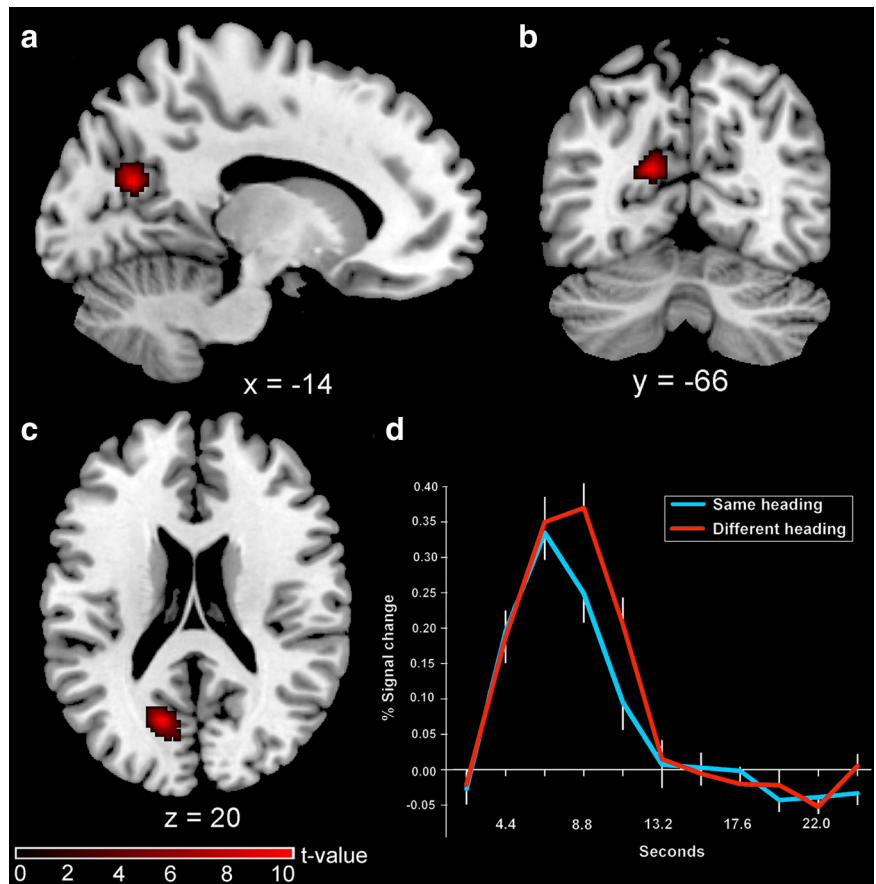 a
b
x = -14
y = -66
c
d
z = 20
t-value
0 2 4 6 8 10
% Signal change
0.40
0.35
0.30
0.25
0.20
0.15
0.10
0.05
0.00
-0.05
Same heading
Different heading
4.4 8.8 13.2 17.6 22.0
Seconds